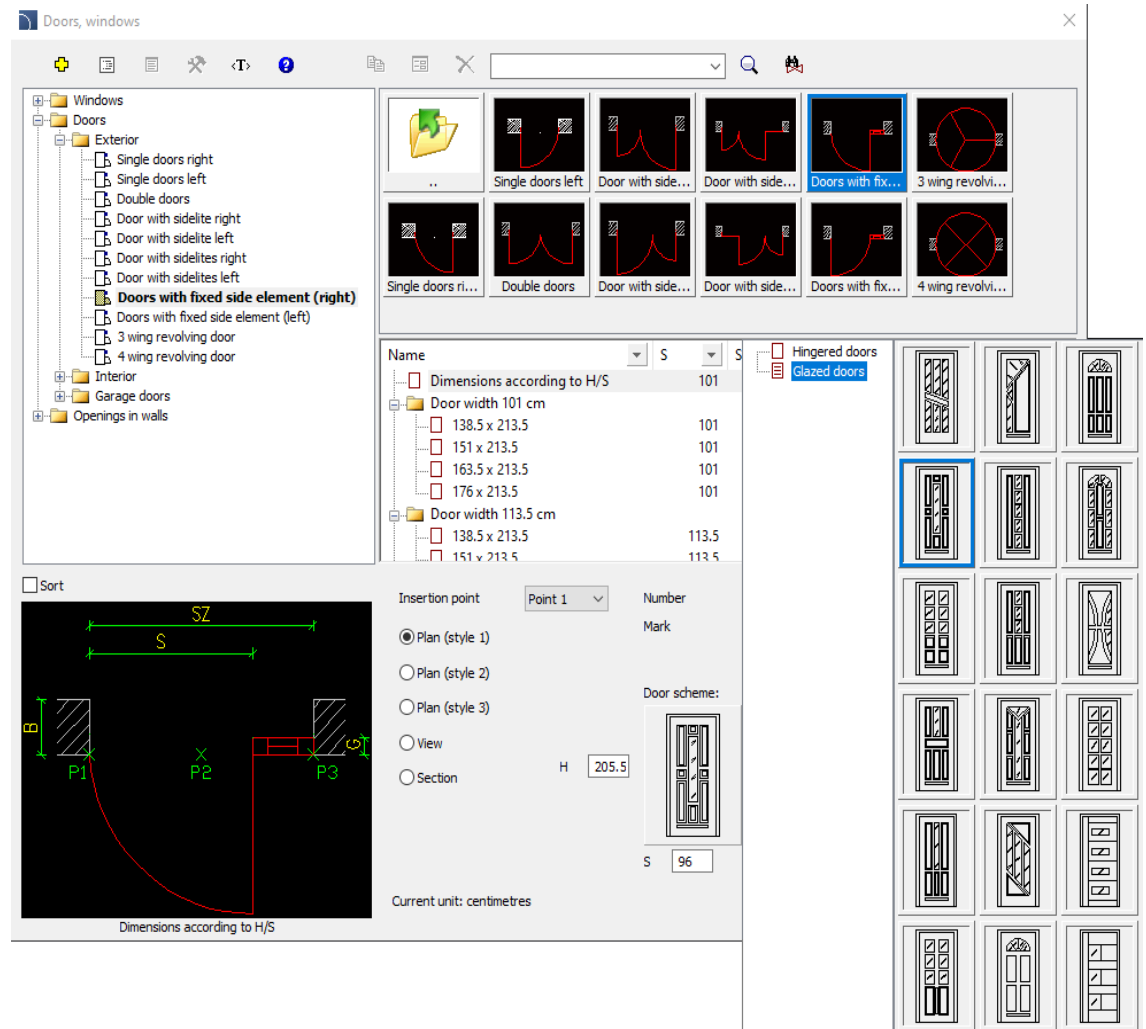 Doors, windows
<T>
Windows
Doors
Exterior
Single doors right
Single doors left
Double doors
Door with sidelite right
Door with sidelite left
Door with sidelites right
Door with sidelites left
Doors with fixed side element (right)
Doors with fixed side element (left)
3 wing revolving door
4 wing revolving door
Interior
Garage doors
Openings in walls
..
Single doors left
Door with side...
Door with side...
Doors with fix...
3 wing revolvi...
Single doors ri...
Double doors
Door with side...
Door with side...
Doors with fix...
4 wing revolvi...
Name S S
Dimensions according to H/S 101
Door width 101 cm
138.5 x 213.5 101
151 x 213.5 101
163.5 x 213.5 101
176 x 213.5 101
Door width 113.5 cm
138.5 x 213.5 113.5
151 x 213.5 113.5
Hingered doors
Glazed doors
Sort
SZ
S
B
G
P1 P2 P3
Dimensions according to H/S
Insertion point Point 1
Plan (style 1)
Plan (style 2)
Plan (style 3)
View
Section
H 205.5
Number
Mark
Door scheme:
S 96
Current unit: centimetres